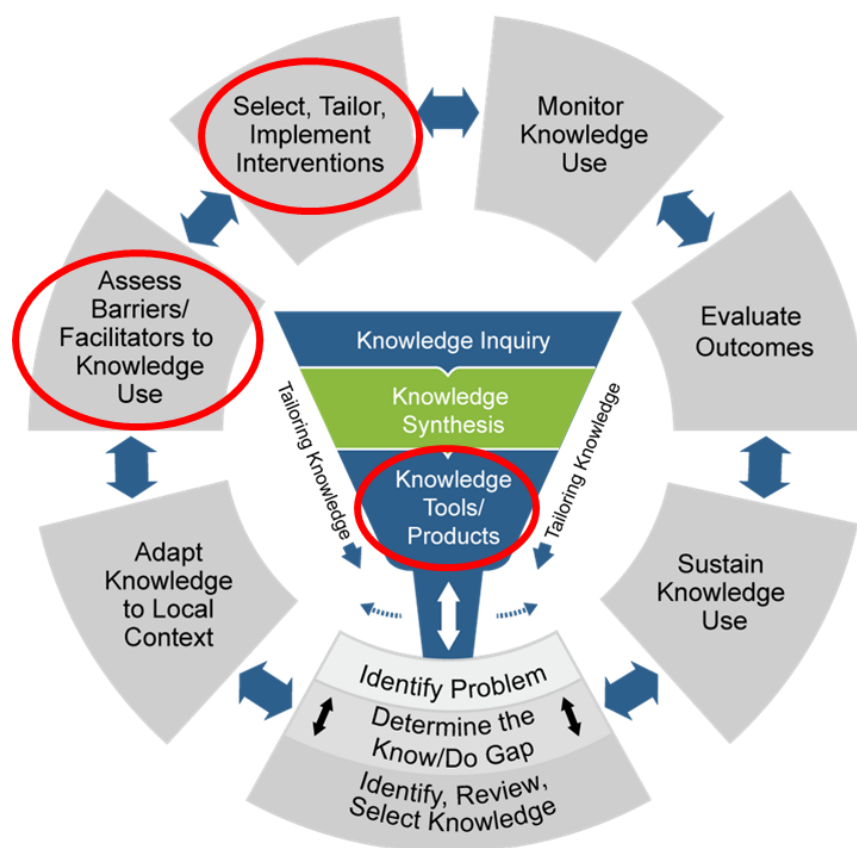 Select, Tailor,
Implement
Interventions
Monitor
Knowledge
Use
Assess
Barriers/
Facilitators to
Knowledge
Use
Evaluate
Outcomes
Knowledge Inquiry
Knowledge
Synthesis
Knowledge
Tools/
Products
Tailoring Knowledge
Tailoring Knowledge
Adapt
Knowledge
to Local
Context
Sustain
Knowledge
Use
Identify Problem
Determine the
Know/Do Gap
Identify, Review,
Select Knowledge